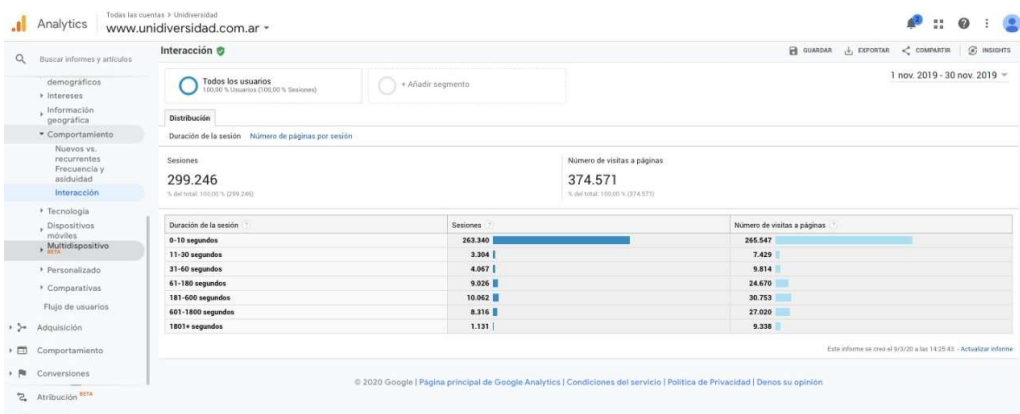 Analytics
Todas las cuentas > Unidiversidad
www.unidiversidad.com.ar
2
Buscar informes y artículos
demográficos
Intereses
Información
geográfica
Comportamiento
Nuevos vs.
recurrentes
Frecuencia y
asiduidad
Interacción
Tecnología
Dispositivos
móviles
Multidispositivo
BETA
Personalizado
Comparativas
Flujo de usuarios
Adquisición
Comportamiento
Conversiones
Atribución BETA
Interacción
GUARDAR EXPORTAR COMPARTIR INSIGHTS
Todos los usuarios
100,00 % Usuarios (100,00 % Sesiones)
+ Añadir segmento
1 nov. 2019 - 30 nov. 2019
Distribución
Duración de la sesión Número de páginas por sesión
Sesiones
299.246
% del total: 100,00 % (299.246)
Número de visitas a páginas
374.571
% del total: 100,00 % (374.571)
Duración de la sesión ? Sesiones ? Número de visitas a páginas ?
0-10 segundos 263.340 265.547
11-30 segundos 3.304 7.429
31-60 segundos 4.067 9.814
61-180 segundos 9.026 24.670
181-600 segundos 10.062 30.753
601-1800 segundos 8.316 27.020
1801+ segundos 1.131 9.338
Este informe se creó el 9/3/20 a las 14:25:43. - Actualizar informe
© 2020 Google | Página principal de Google Analytics | Condiciones del servicio | Política de Privacidad | Denos su opinión